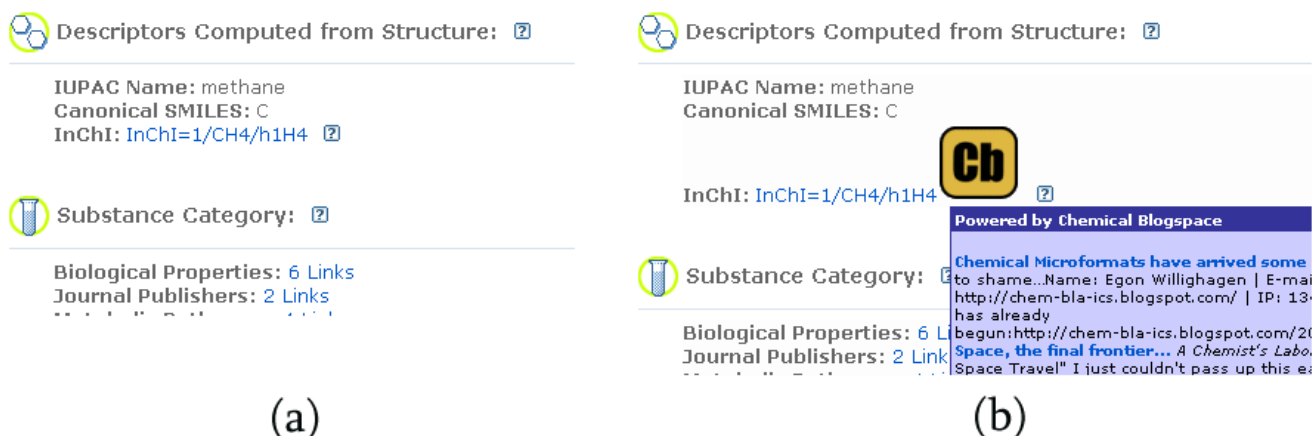 Descriptors Computed from Structure: ?
IUPAC Name: methane
Canonical SMILES: C
InChI: InChI=1/CH4/h1H4 ?
Substance Category: ?
Biological Properties: 6 Links
Journal Publishers: 2 Links
(a)
Descriptors Computed from Structure: ?
IUPAC Name: methane
Canonical SMILES: C
Cb
InChI: InChI=1/CH4/h1H4 ?
Powered by Chemical Blogspace
Chemical Microformats have arrived some
to shame...Name: Egon Willighagen | E-mai
http://chem-bla-ics.blogspot.com/ | IP: 13
has already
begun:http://chem-bla-ics.blogspot.com/20
Space, the final frontier... A Chemist's Labo
Space Travel" I just couldn't pass up this ea
Substance Category:
Biological Properties: 6 Li
Journal Publishers: 2 Link
(b)